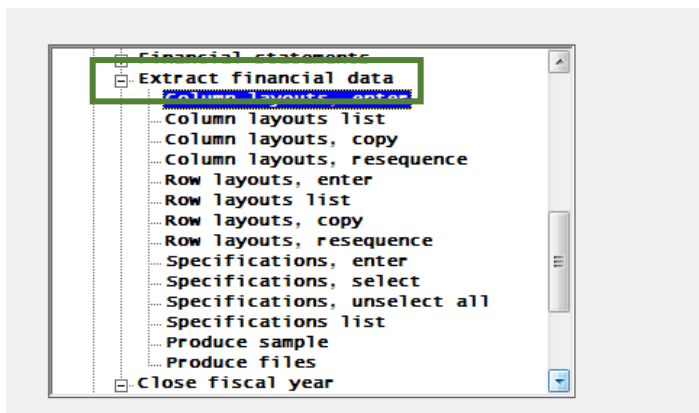 Financial statements
Extract financial data
Column layouts, enter
Column layouts list
Column layouts, copy
Column layouts, resequence
Row layouts, enter
Row layouts list
Row layouts, copy
Row layouts, resequence
Specifications, enter
Specifications, select
Specifications, unselect all
Specifications list
Produce sample
Produce files
Close fiscal year